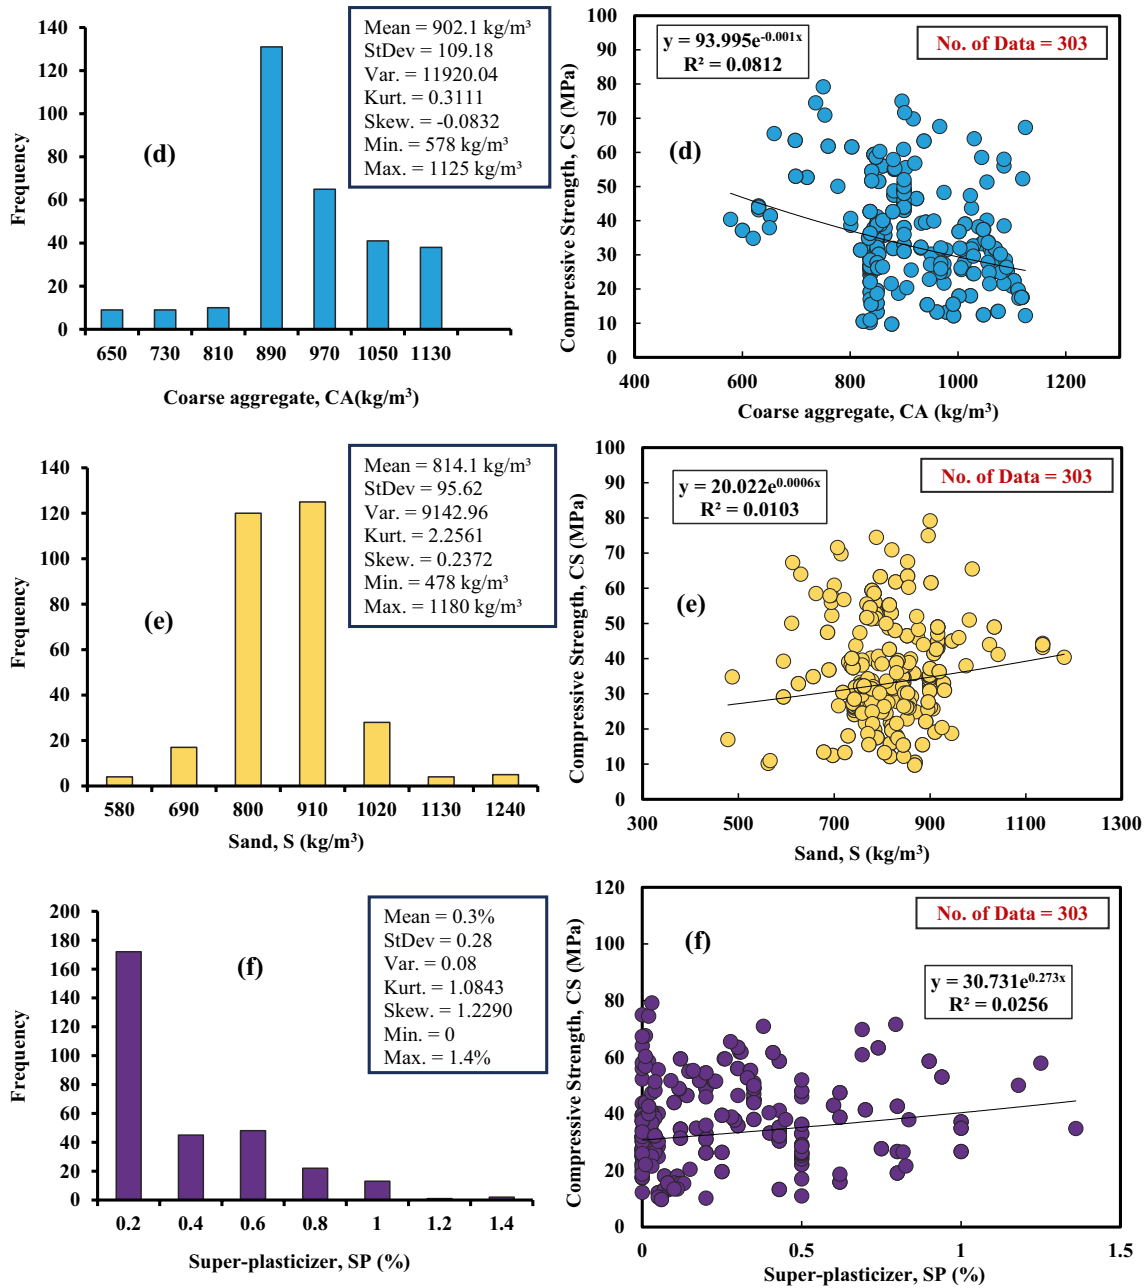 140
120
100
80
60
40
20
0
Frequency
(d)
Mean = 902.1 kg/m³
StDev = 109.18
Var. = 11920.04
Kurt. = 0.3111
Skew. = -0.0832
Min. = 578 kg/m³
Max. = 1125 kg/m³
650 730 810 890 970 1050 1130
Coarse aggregate, CA(kg/m³)
100
90
80
70
60
50
40
30
20
10
0
Compressive Strength, CS (MPa)
y = 93.995e^-0.001x
R² = 0.0812
No. of Data = 303
(d)
400 600 800 1000 1200
Coarse aggregate, CA (kg/m³)
140
120
100
80
60
40
20
0
Frequency
(e)
Mean = 814.1 kg/m³
StDev = 95.62
Var. = 9142.96
Kurt. = 2.2561
Skew. = 0.2372
Min. = 478 kg/m³
Max. = 1180 kg/m³
580 690 800 910 1020 1130 1240
Sand, S (kg/m³)
100
90
80
70
60
50
40
30
20
10
0
Compressive Strength, CS (MPa)
y = 20.022e^0.0006x
R² = 0.0103
No. of Data = 303
(e)
300 500 700 900 1100 1300
Sand, S (kg/m³)
200
180
160
140
120
100
80
60
40
20
0
Frequency
(f)
Mean = 0.3%
StDev = 0.28
Var. = 0.08
Kurt. = 1.0843
Skew. = 1.2290
Min. = 0
Max. = 1.4%
0.2 0.4 0.6 0.8 1 1.2 1.4
Super-plasticizer, SP (%)
120
100
80
60
40
20
0
Compressive Strength, CS (MPa)
No. of Data = 303
(f)
y = 30.731e^0.273x
R² = 0.0256
0 0.5 1 1.5
Super-plasticizer, SP (%)